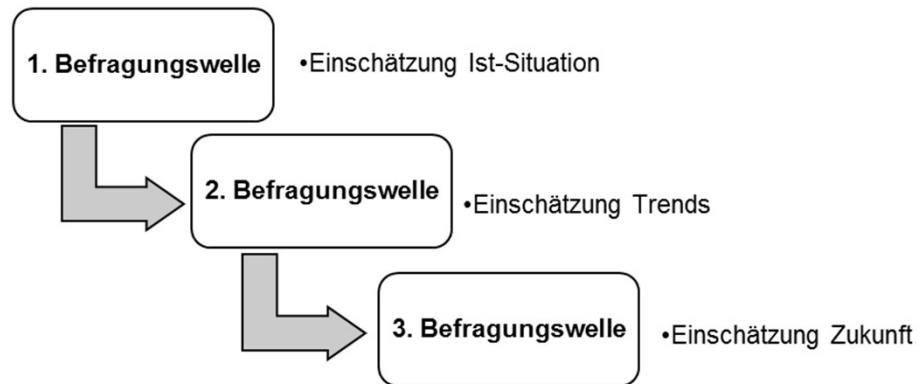 1. Befragungswelle
•Einschätzung Ist-Situation
2. Befragungswelle
•Einschätzung Trends
3. Befragungswelle
•Einschätzung Zukunft